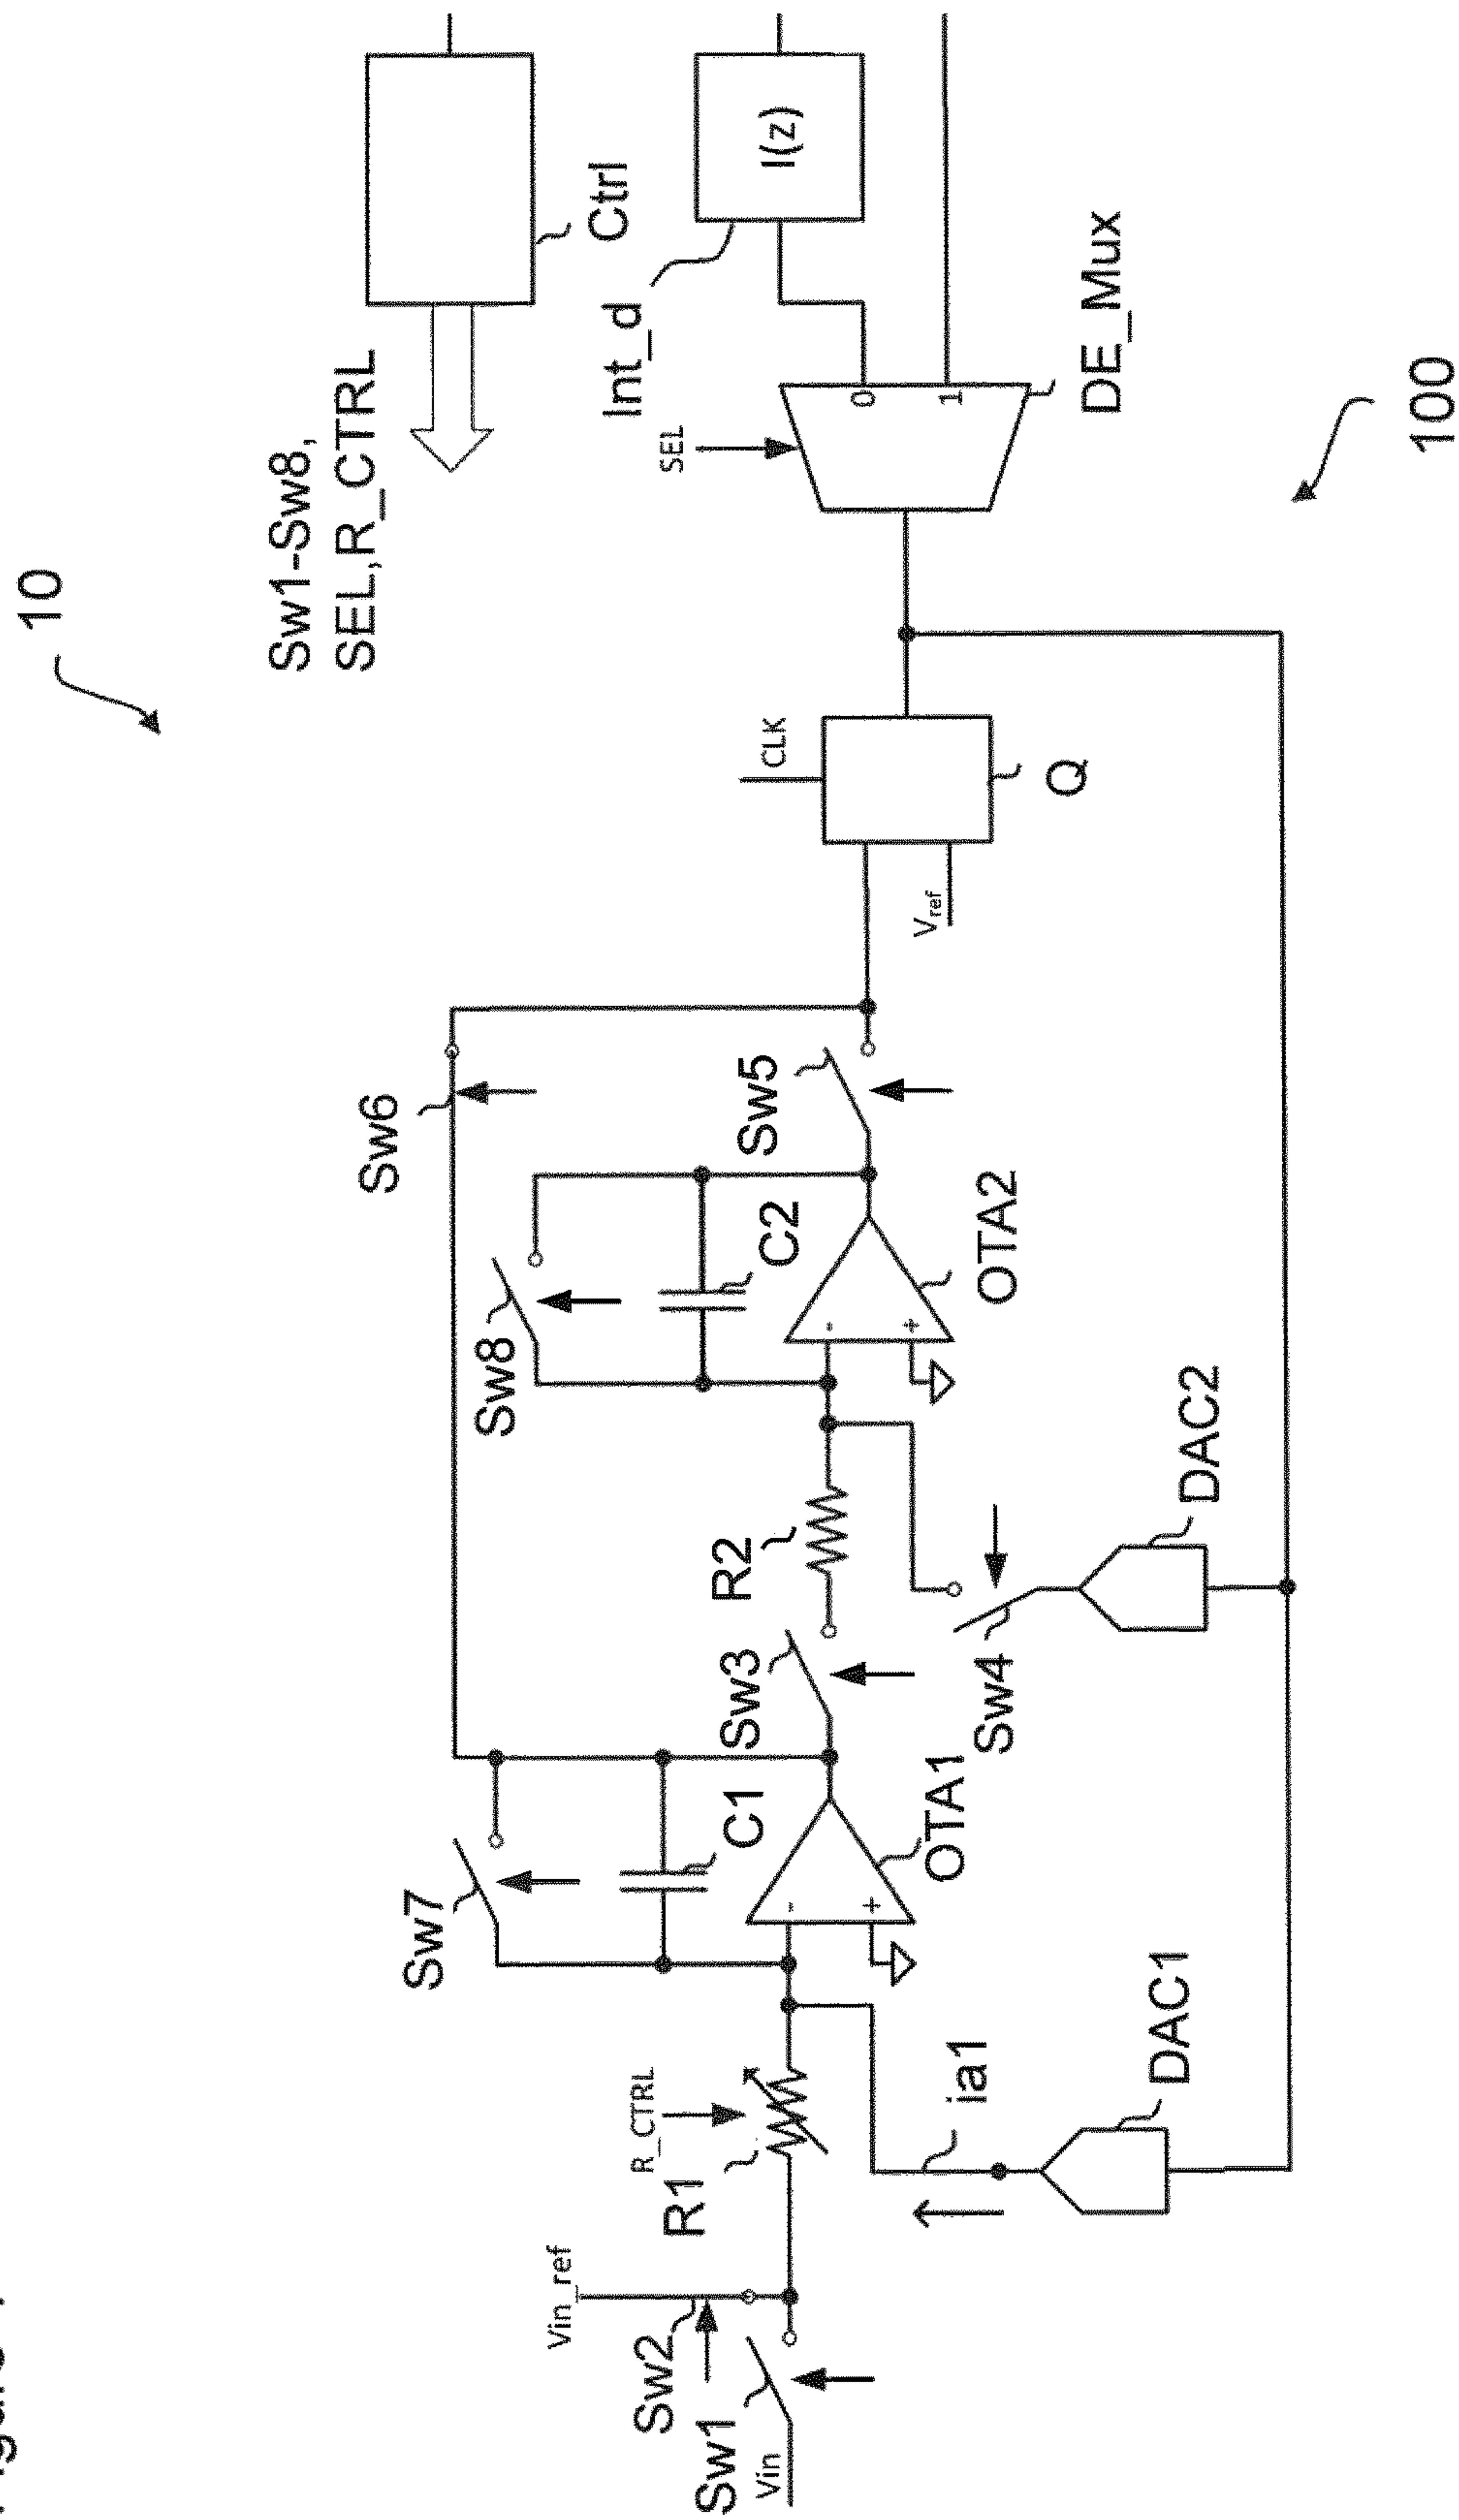 10
Sw1-Sw8,
SEL,R_CTRL
Ctrl
Int_d
I(z)
SEL
0
1
DE_Mux
100
CLK
Q
Vref
Sw6
Sw5
Sw8
C2
-
+
OTA2
R2
DAC2
Sw4
Sw3
Sw7
C1
-
+
OTA1
R_CTRL
R1
ia1
DAC1
Vin_ref
Sw2
Sw1
Vin